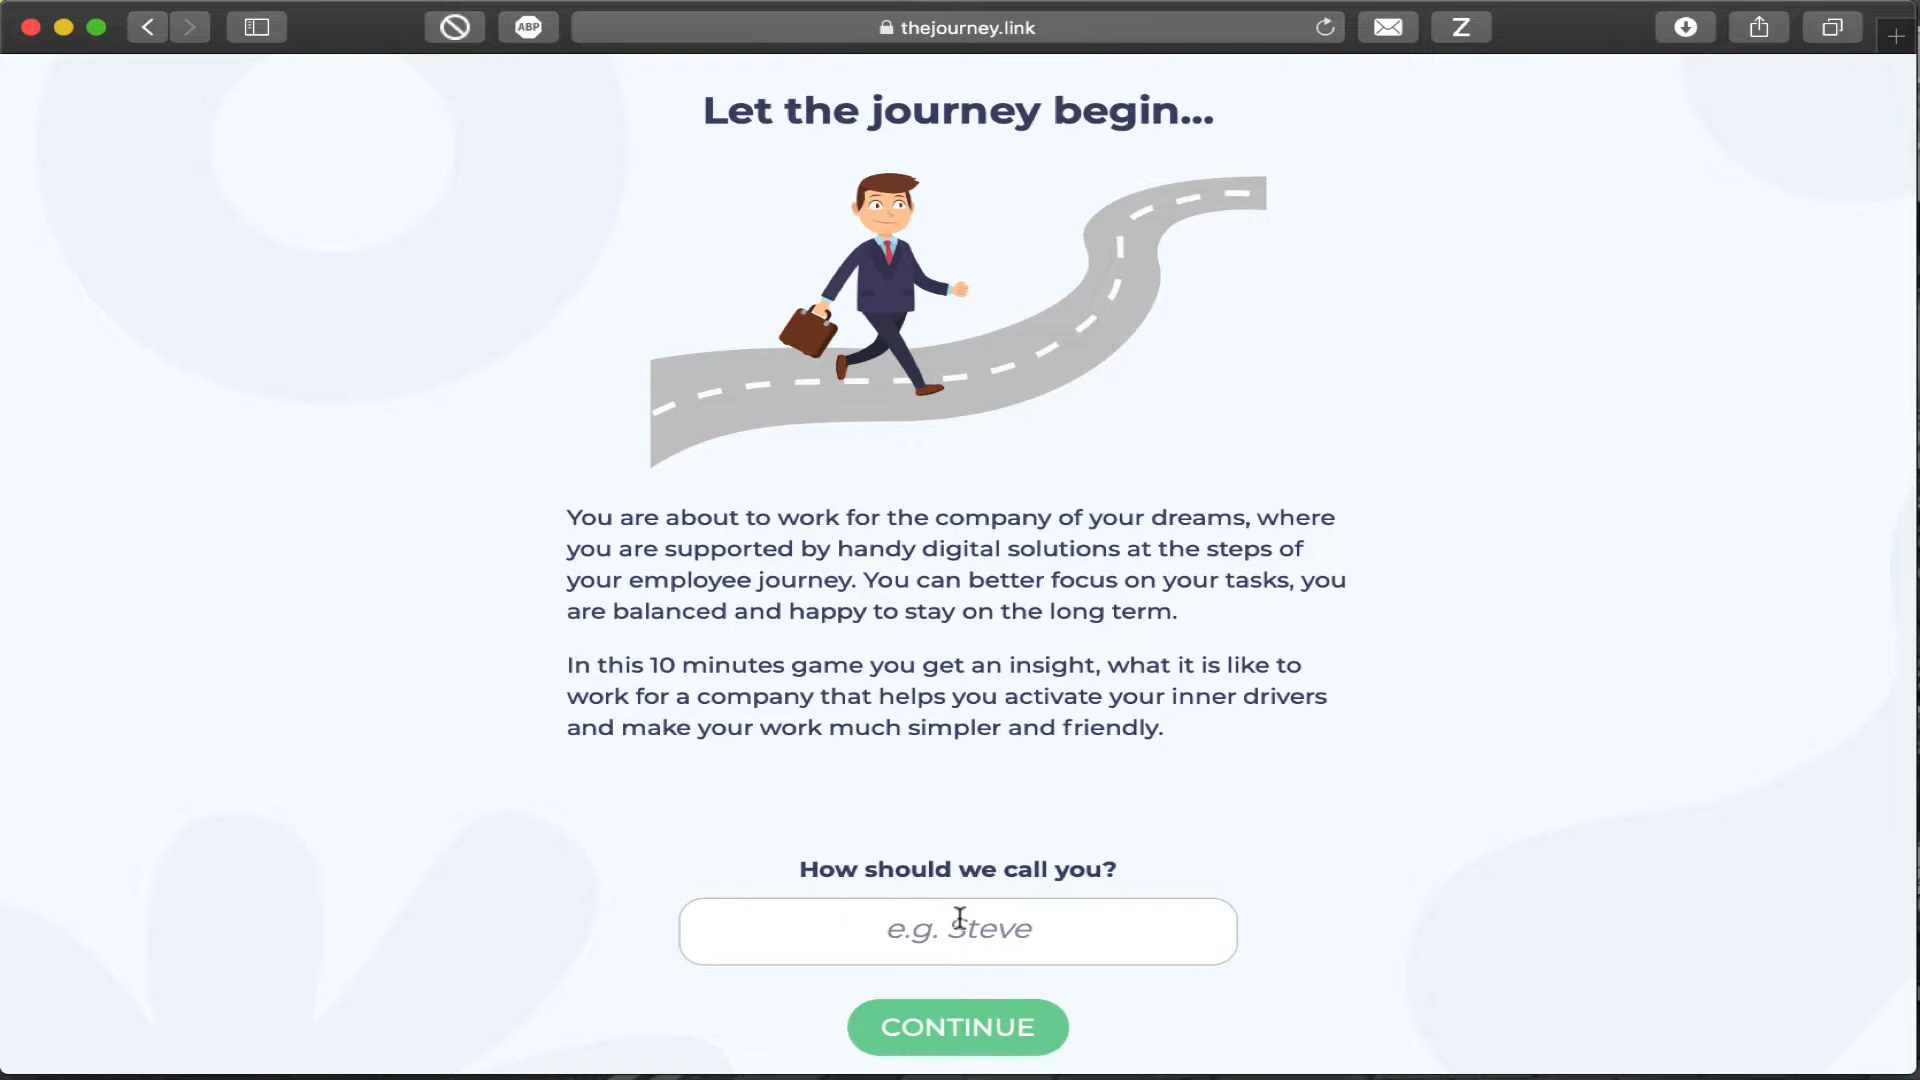 ABP
thejourney.link
Z
Let the journey begin...
You are about to work for the company of your dreams, where
you are supported by handy digital solutions at the steps of
your employee journey. You can better focus on your tasks, you
are balanced and happy to stay on the long term.
In this 10 minutes game you get an insight, what it is like to
work for a company that helps you activate your inner drivers
and make your work much simpler and friendly.
How should we call you?
e.g. Steve
CONTINUE